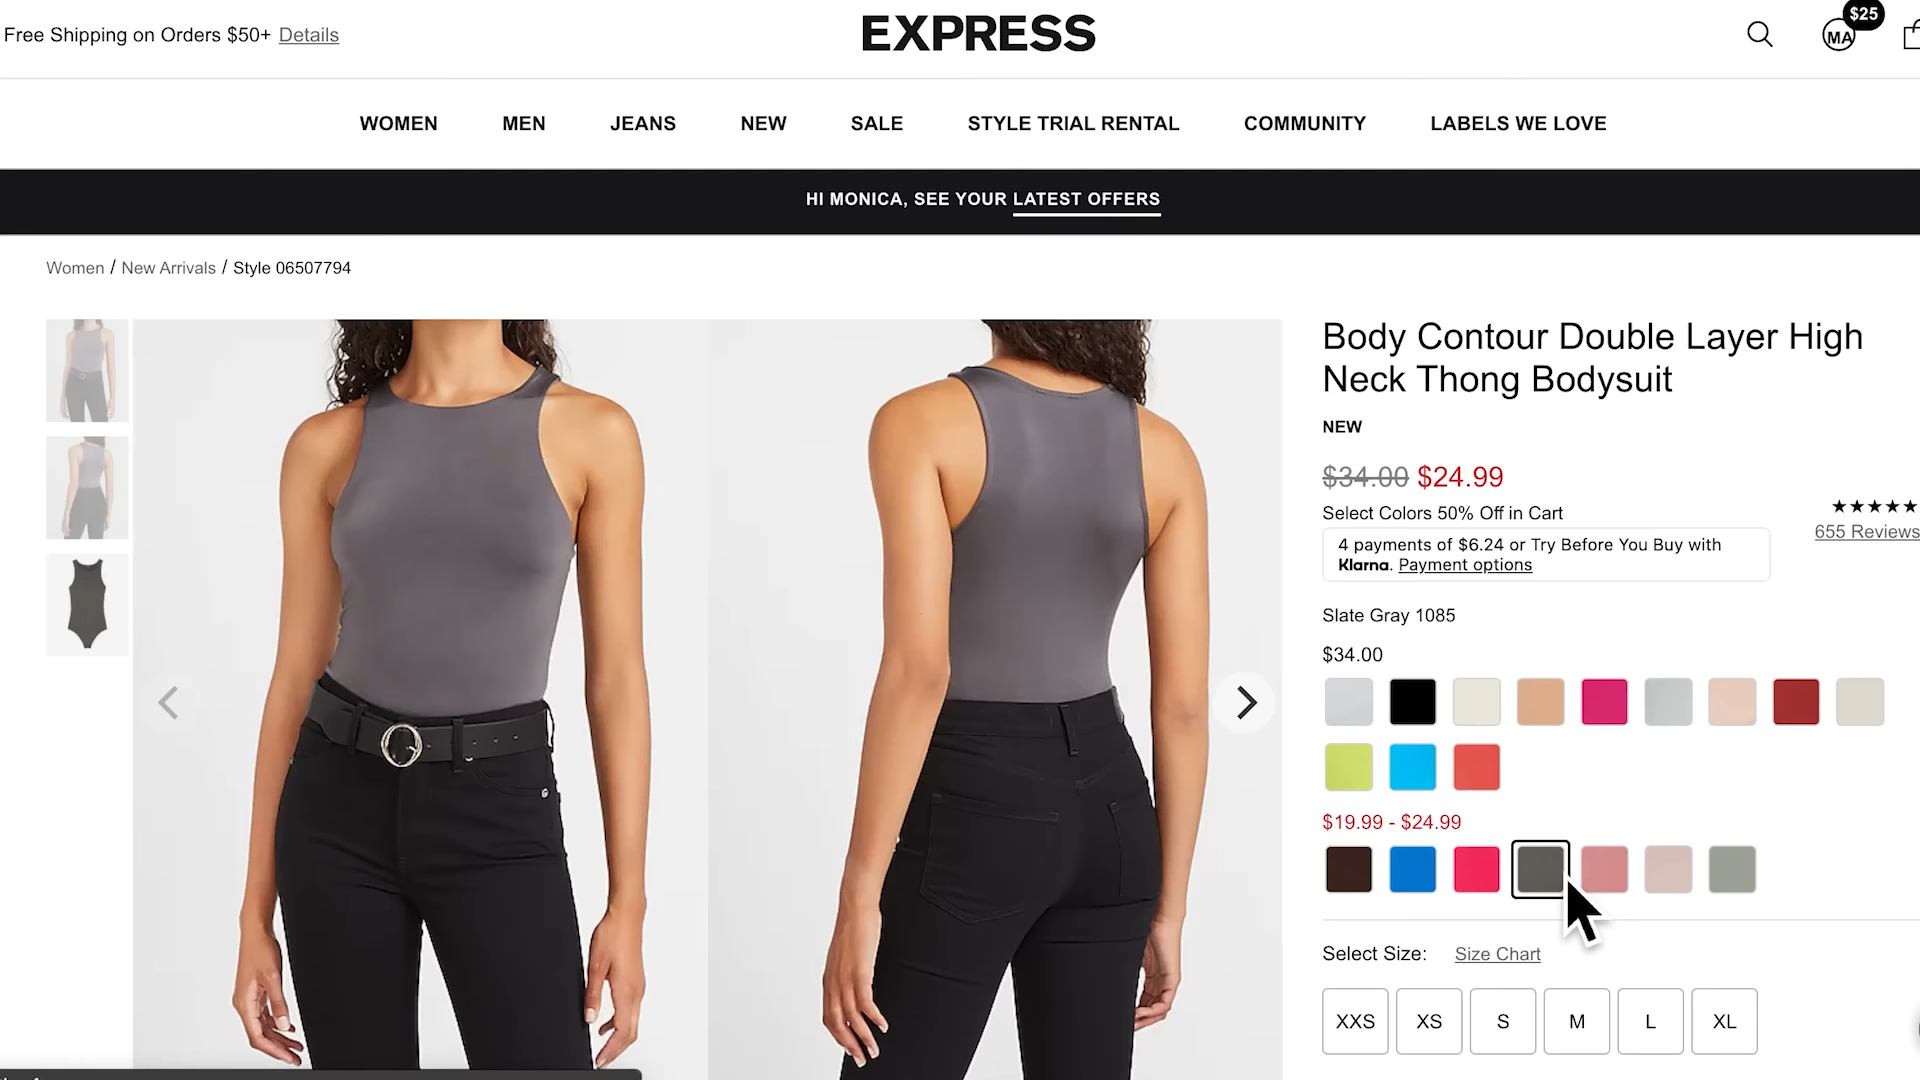 Free Shipping on Orders $50+ Details
EXPRESS
MA
$25
WOMEN MEN JEANS NEW SALE STYLE TRIAL RENTAL COMMUNITY LABELS WE LOVE
HI MONICA, SEE YOUR LATEST OFFERS
Women / New Arrivals / Style 06507794
Body Contour Double Layer High
Neck Thong Bodysuit
NEW
$34.00 $24.99
Select Colors 50% Off in Cart
655 Reviews
4 payments of $6.24 or Try Before You Buy with
Klarna. Payment options
Slate Gray 1085
$34.00
$19.99 - $24.99
Select Size: Size Chart
XXS XS S M L XL